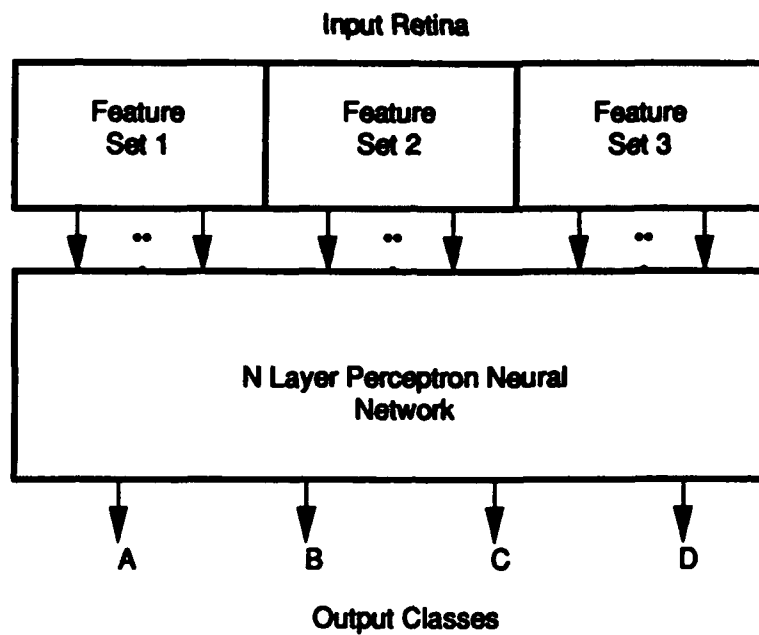 Input Retina
Feature
Set 1
Feature
Set 2
Feature
Set 3
N Layer Perceptron Neural
Network
A B C D
Output Classes